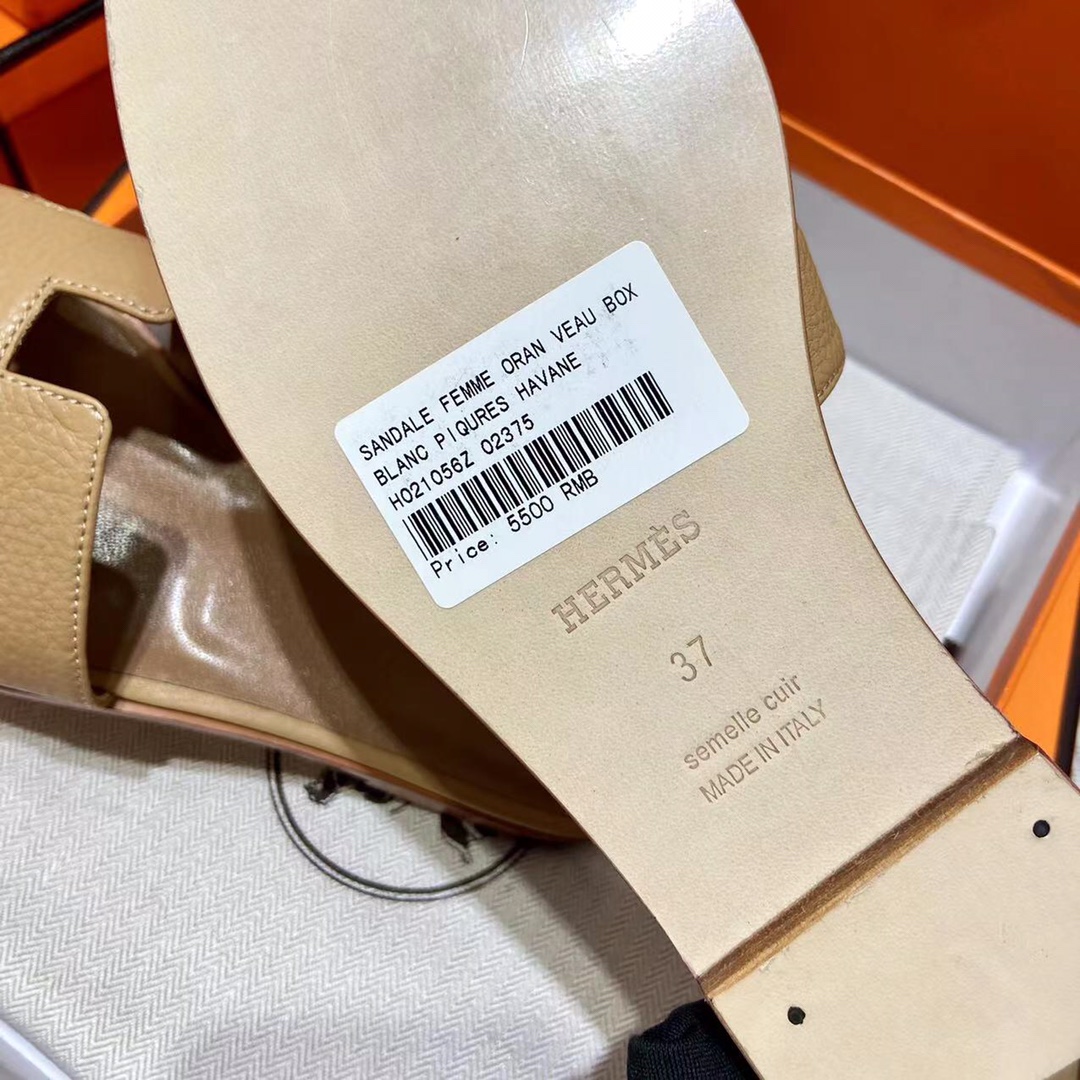 SANDALE FEMME ORAN VEAU BOX
BLANC PIQURES HAVANE
H021056Z 02375
Price: 5500 RMB
HERMÈS
37
semelle cuir
MADE IN ITALY